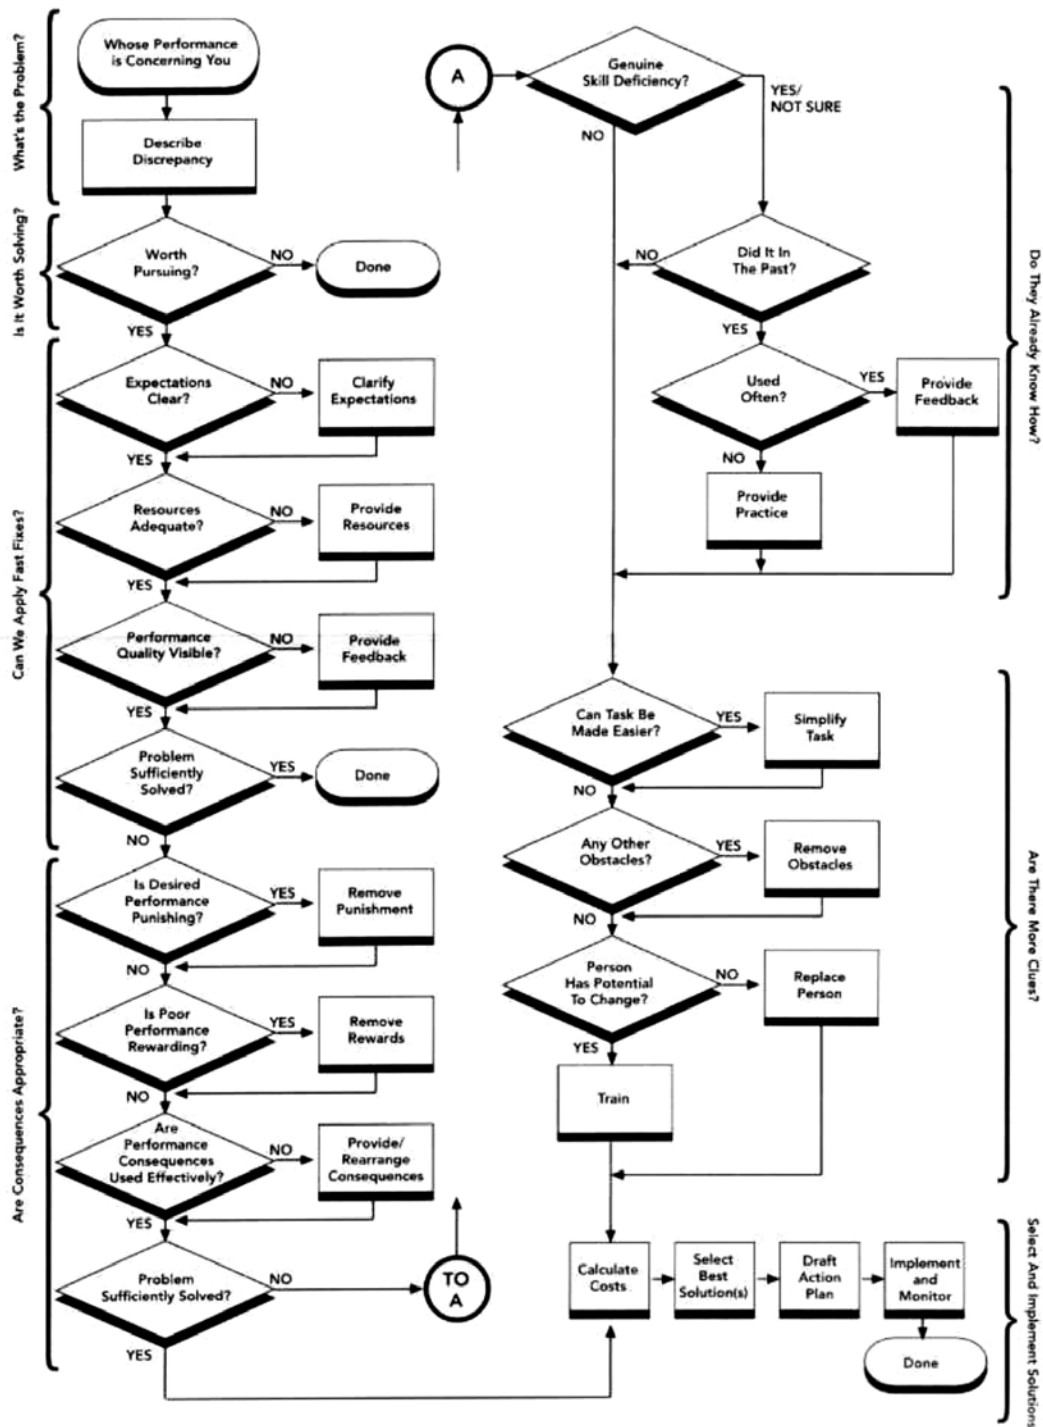 What's the Problem?
Whose Performance
is Concerning You
Describe
Discrepancy
Is It Worth Solving?
Worth
Pursuing?
NO
Done
YES
Can We Apply Fast Fixes?
Expectations
Clear?
NO
Clarify
Expectations
YES
Resources
Adequate?
NO
Provide
Resources
YES
Performance
Quality Visible?
NO
Provide
Feedback
YES
Problem
Sufficiently
Solved?
YES
Done
NO
Are Consequences Appropriate?
Is Desired
Performance
Punishing?
YES
Remove
Punishment
NO
Is Poor
Performance
Rewarding?
YES
Remove
Rewards
NO
Are
Performance
Consequences
Used Effectively?
NO
Provide/
Rearrange
Consequences
YES
Problem
Sufficiently Solved?
NO
TO
A
YES
A
Genuine
Skill Deficiency?
YES/
NOT SURE
NO
Do They Already Know How?
Did It In
The Past?
NO
YES
Used
Often?
YES
Provide
Feedback
NO
Provide
Practice
Are There More Clues?
Can Task Be
Made Easier?
YES
Simplify
Task
NO
Any Other
Obstacles?
YES
Remove
Obstacles
NO
Person
Has Potential
To Change?
NO
Replace
Person
YES
Train
Select And Implement Solutions
Calculate
Costs
Select
Best
Solution(s)
Draft
Action
Plan
Implement
and
Monitor
Done